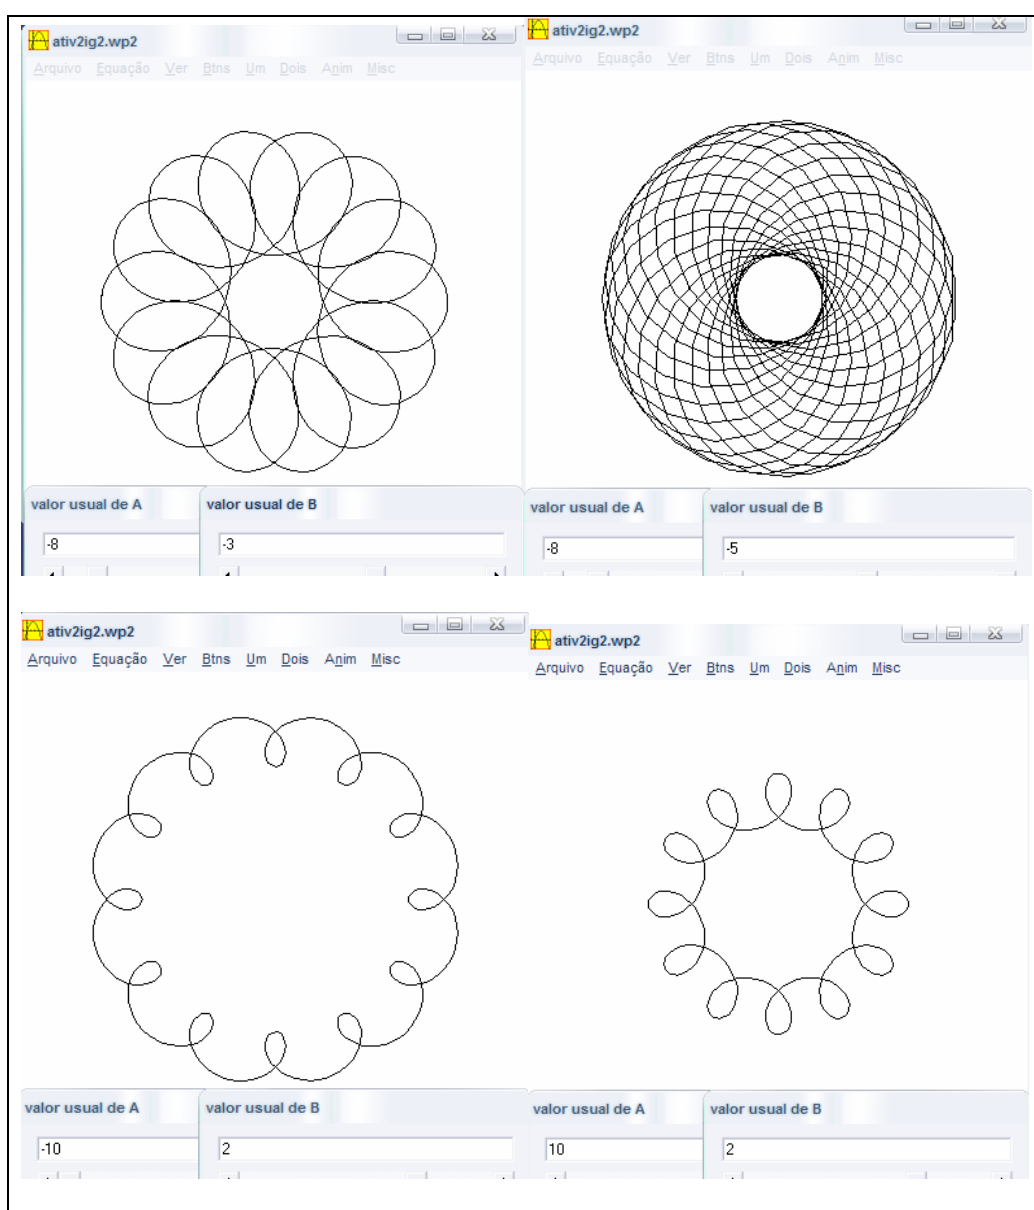 ativ2ig2.wp2
Arquivo Equação Ver Btns Um Dois Anim Misc
valor usual de A
-8
valor usual de B
-3
ativ2ig2.wp2
Arquivo Equação Ver Btns Um Dois Anim Misc
valor usual de A
-8
valor usual de B
-5
ativ2ig2.wp2
Arquivo Equação Ver Btns Um Dois Anim Misc
valor usual de A
-10
valor usual de B
2
ativ2ig2.wp2
Arquivo Equação Ver Btns Um Dois Anim Misc
valor usual de A
10
valor usual de B
2